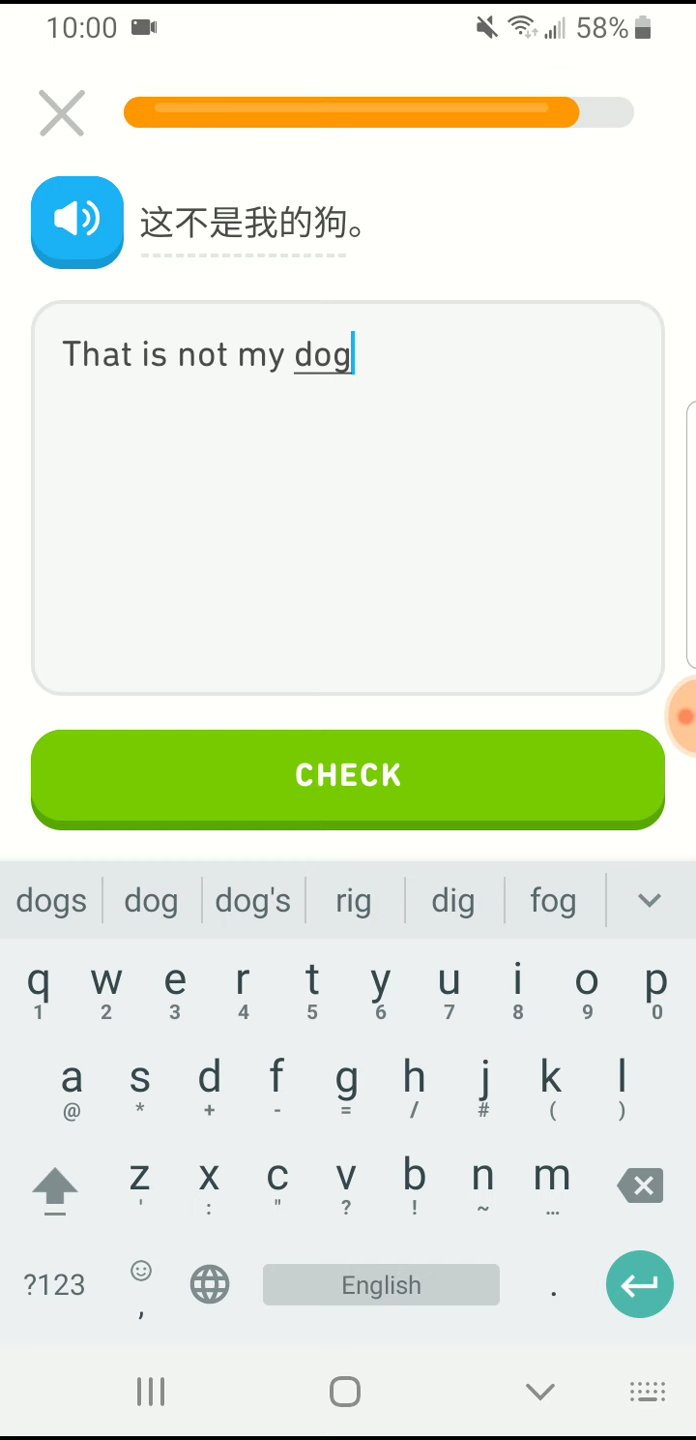 10:00 58%
这不是我的狗。
That is not my dog
CHECK
dogs dog dog's rig dig fog
q w e r t y u i o p
1 2 3 4 5 6 7 8 9 0
a s d f g h j k l
@ * + - = / # ( )
z x c v b n m
' : " ? ! ~ …
?123 , English .